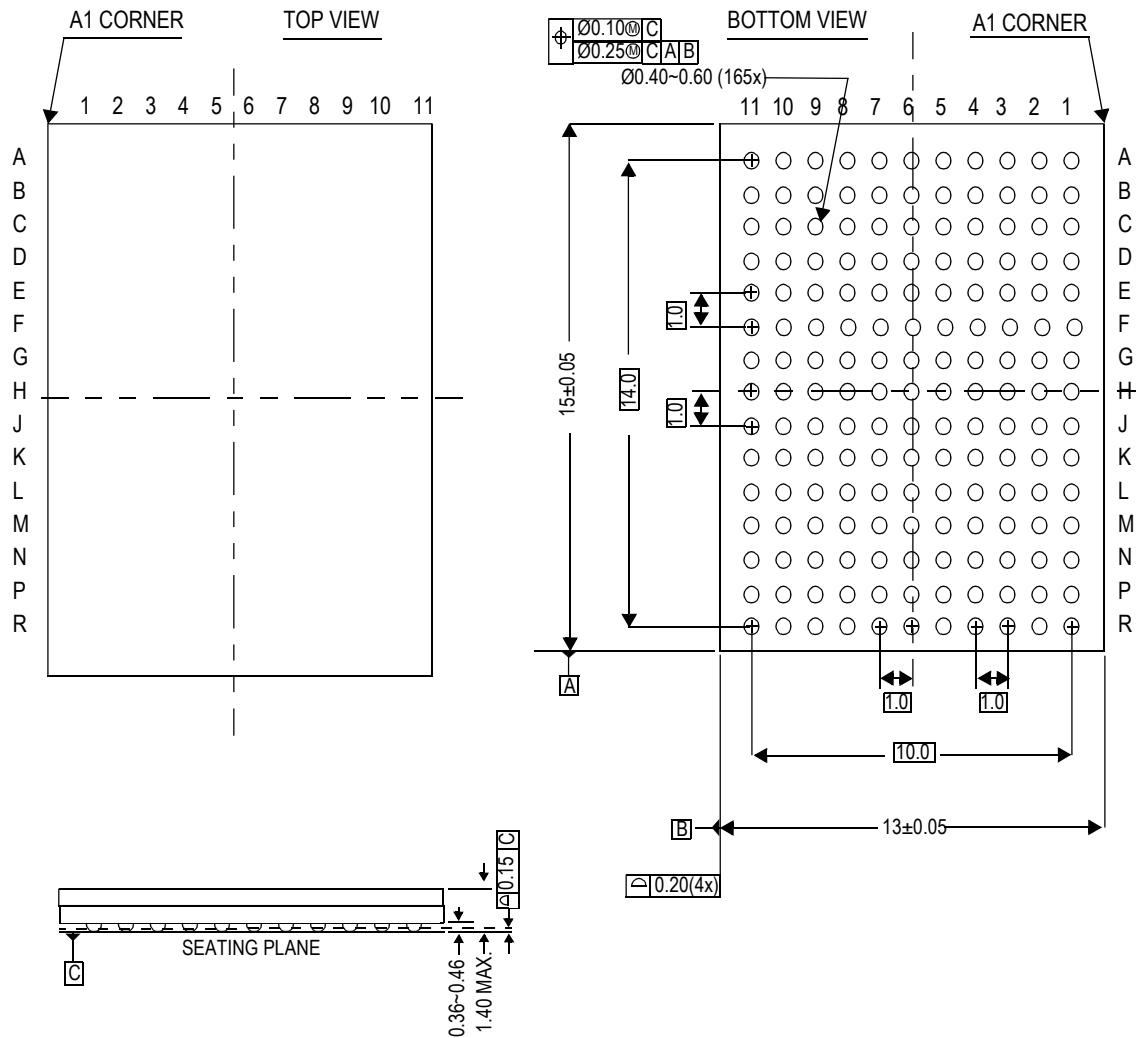 A1 CORNER
TOP VIEW
1 2 3 4 5 6 7 8 9 10 11
A
B
C
D
E
F
G
H
J
K
L
M
N
P
R
Ø0.10Ⓜ C
Ø0.25Ⓜ C A B
Ø0.40~0.60 (165x)
BOTTOM VIEW
A1 CORNER
11 10 9 8 7 6 5 4 3 2 1
A
B
C
D
E
F
G
H
J
K
L
M
N
P
R
15±0.05
14.0
1.0
1.0
A
1.0
1.0
10.0
B
13±0.05
0.20(4x)
0.15 C
SEATING PLANE
C
0.36~0.46
1.40 MAX.